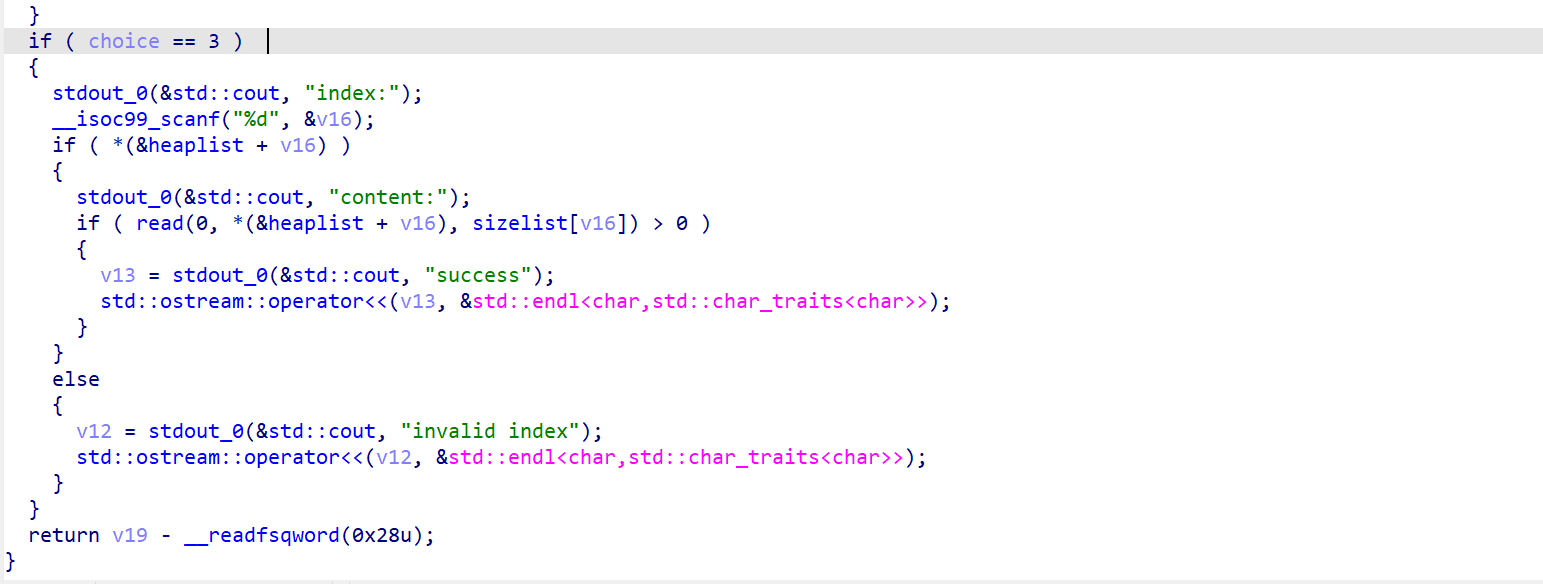 }
if ( choice == 3 )
{
stdout_0(&std::cout, "index:");
__isoc99_scanf("%d", &v16);
if ( *(&heaplist + v16) )
{
stdout_0(&std::cout, "content:");
if ( read(0, *(&heaplist + v16), sizelist[v16]) > 0 )
{
v13 = stdout_0(&std::cout, "success");
std::ostream::operator<<(v13, &std::endl<char,std::char_traits<char>>);
}
}
else
{
v12 = stdout_0(&std::cout, "invalid index");
std::ostream::operator<<(v12, &std::endl<char,std::char_traits<char>>);
}
}
return v19 - __readfsqword(0x28u);
}